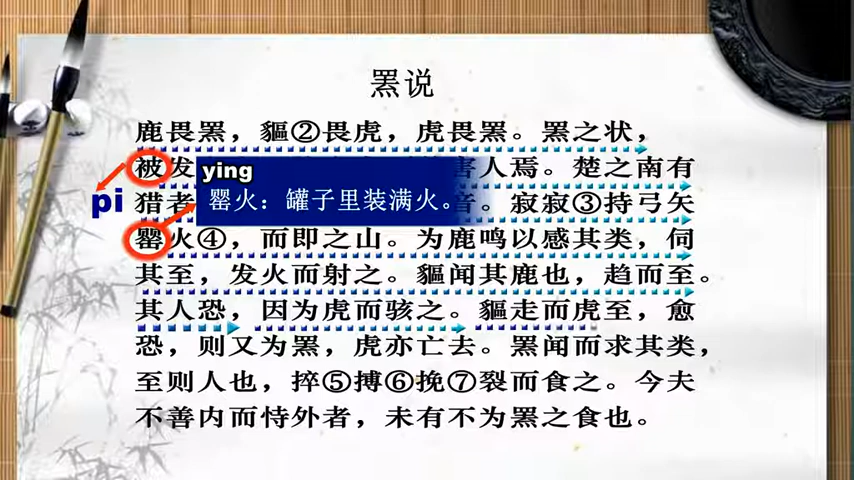 罴说
鹿畏罴，貙②畏虎，虎畏罴。罴之状，
被发 害人焉。楚之南有
ying
罂火：罐子里装满火。
pi
猎者 音。寂寂③持弓矢
罂火④，而即之山。为鹿鸣以感其类，伺
其至，发火而射之。貙闻其鹿也，趋而至。
其人恐，因为虎而骇之。貙走而虎至，愈
恐，则又为罴，虎亦亡去。罴闻而求其类，
至则人也，捽⑤搏⑥挽⑦裂而食之。今夫
不善内而恃外者，未有不为罴之食也。